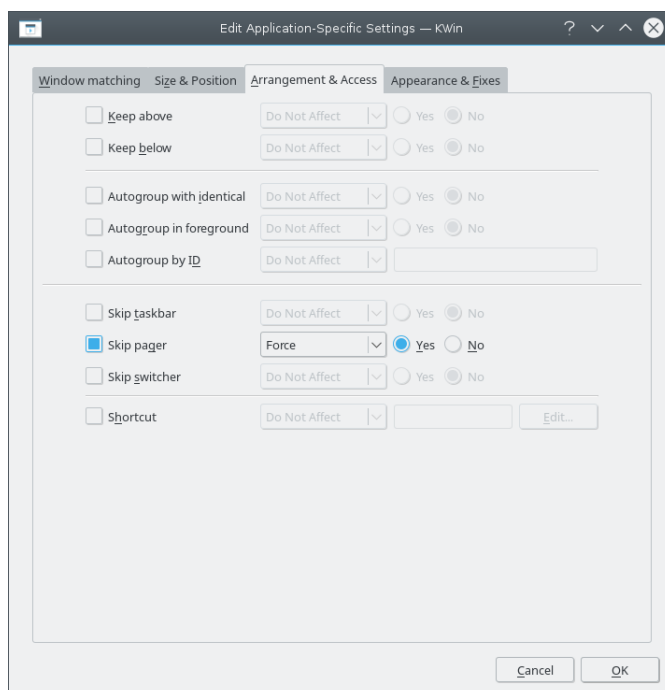 Edit Application-Specific Settings — KWin
Window matching Size & Position Arrangement & Access Appearance & Fixes
Keep above Do Not Affect Yes No
Keep below Do Not Affect Yes No
Autogroup with identical Do Not Affect Yes No
Autogroup in foreground Do Not Affect Yes No
Autogroup by ID Do Not Affect
Skip taskbar Do Not Affect Yes No
Skip pager Force Yes No
Skip switcher Do Not Affect Yes No
Shortcut Do Not Affect Edit...
Cancel OK